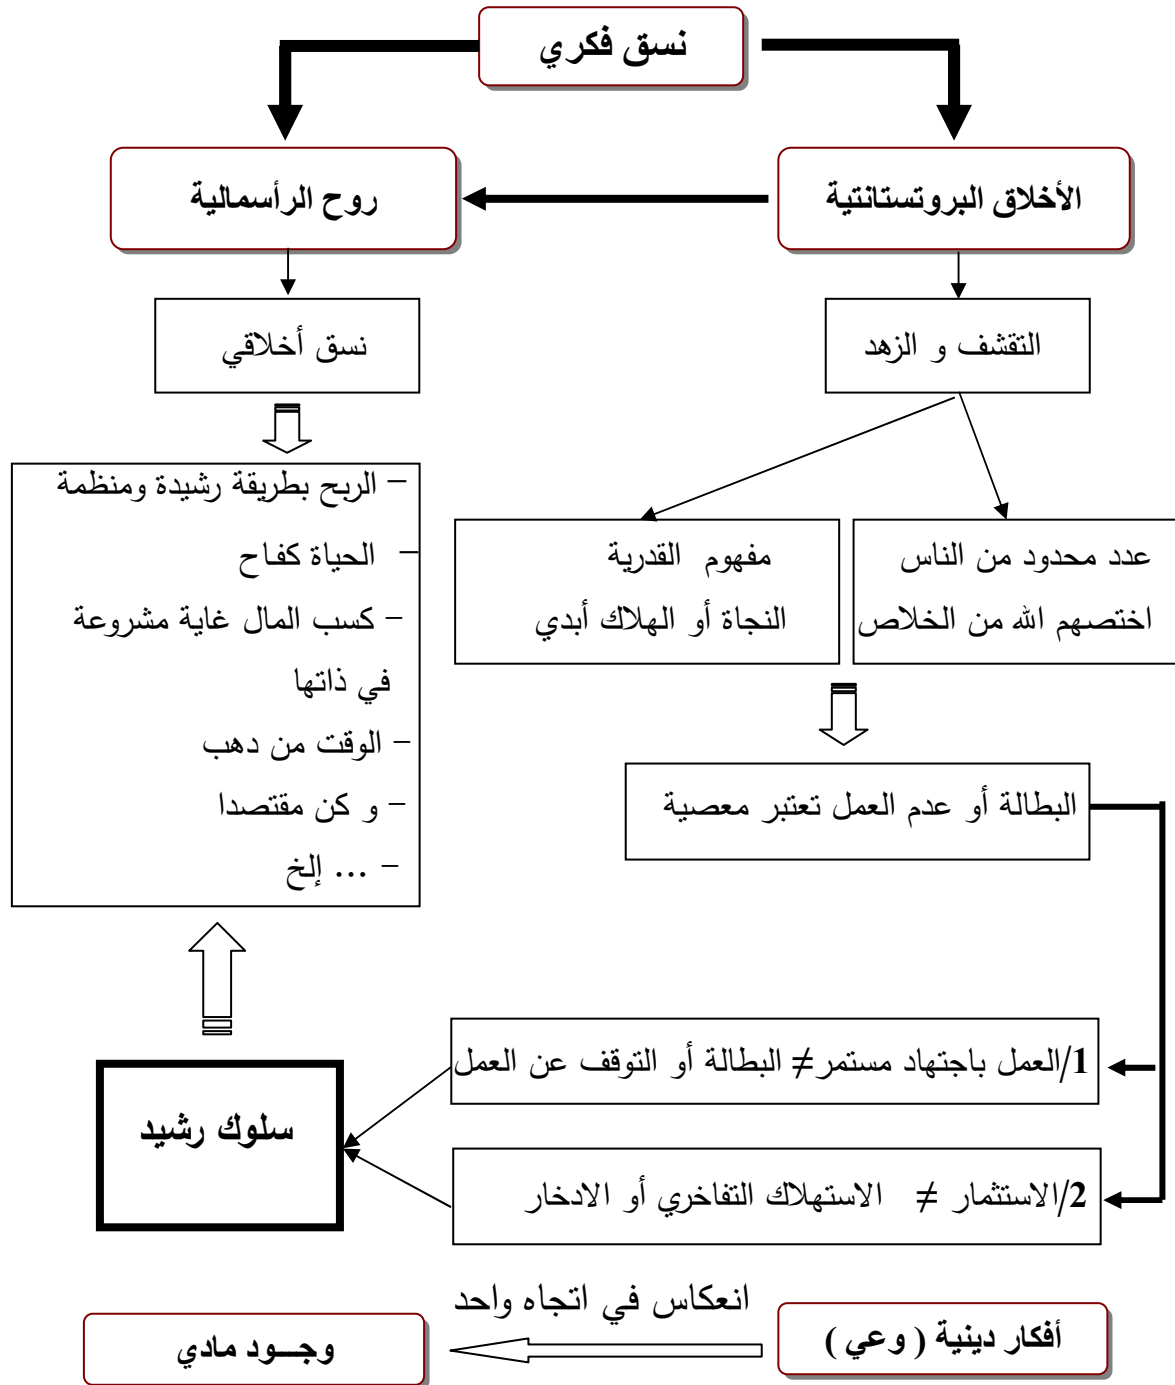 نسق فكري
الأخلاق البروتستانتية
روح الرأسمالية
التقشف و الزهد
نسق أخلاقي
عدد محدود من الناس
اختصهم الله من الخلاص
مفهوم القدرية
النجاة أو الهلاك أبدي
– الربح بطريقة رشيدة ومنظمة
– الحياة كفاح
– كسب المال غاية مشروعة
في ذاتها
– الوقت من دهب
– و كن مقتصدا
– ... إلخ
البطالة أو عدم العمل تعتبر معصية
1/العمل باجتهاد مستمر≠ البطالة أو التوقف عن العمل
2/الاستثمار ≠ الاستهلاك التفاخري أو الادخار
سلوك رشيد
انعكاس في اتجاه واحد
أفكار دينية ( وعي )
وجـــود مادي